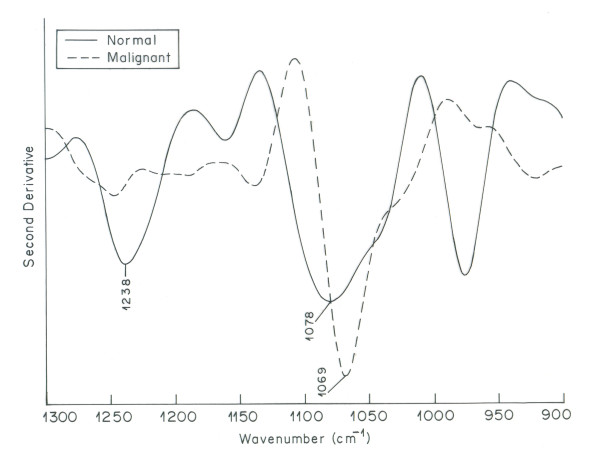 Normal
Malignant
Second Derivative
1238
1078
1069
1300 1250 1200 1150 1100 1050 1000 950 900
Wavenumber (cm⁻¹)